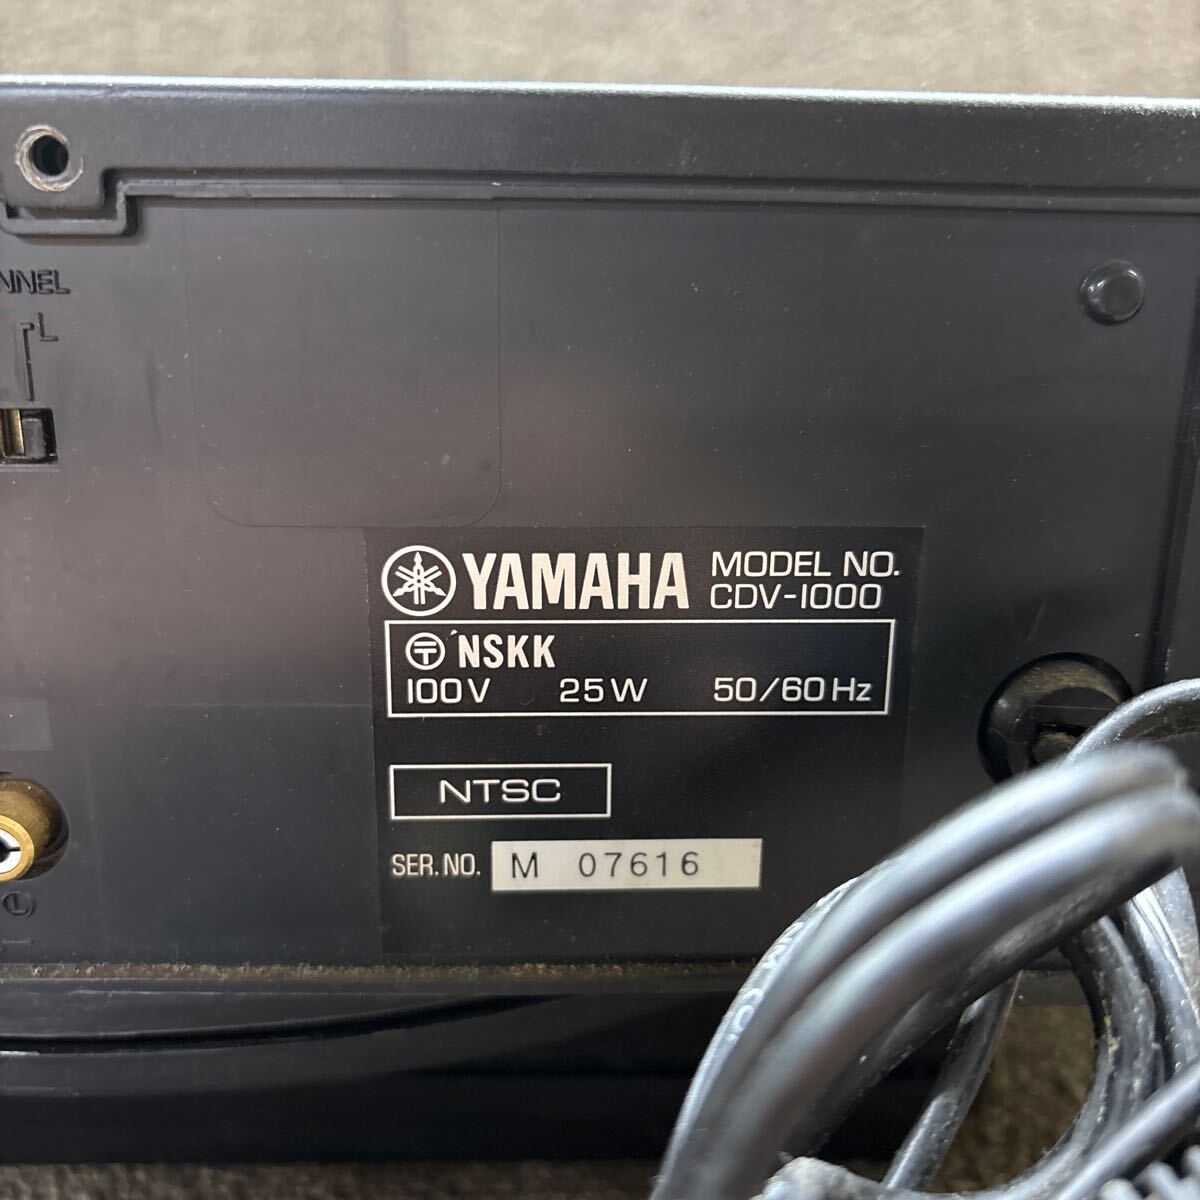 NNEL
L
YAMAHA MODEL NO.
CDV-1000
〒 NSKK
100V 25W 50/60Hz
NTSC
SER. NO. M 07616
L